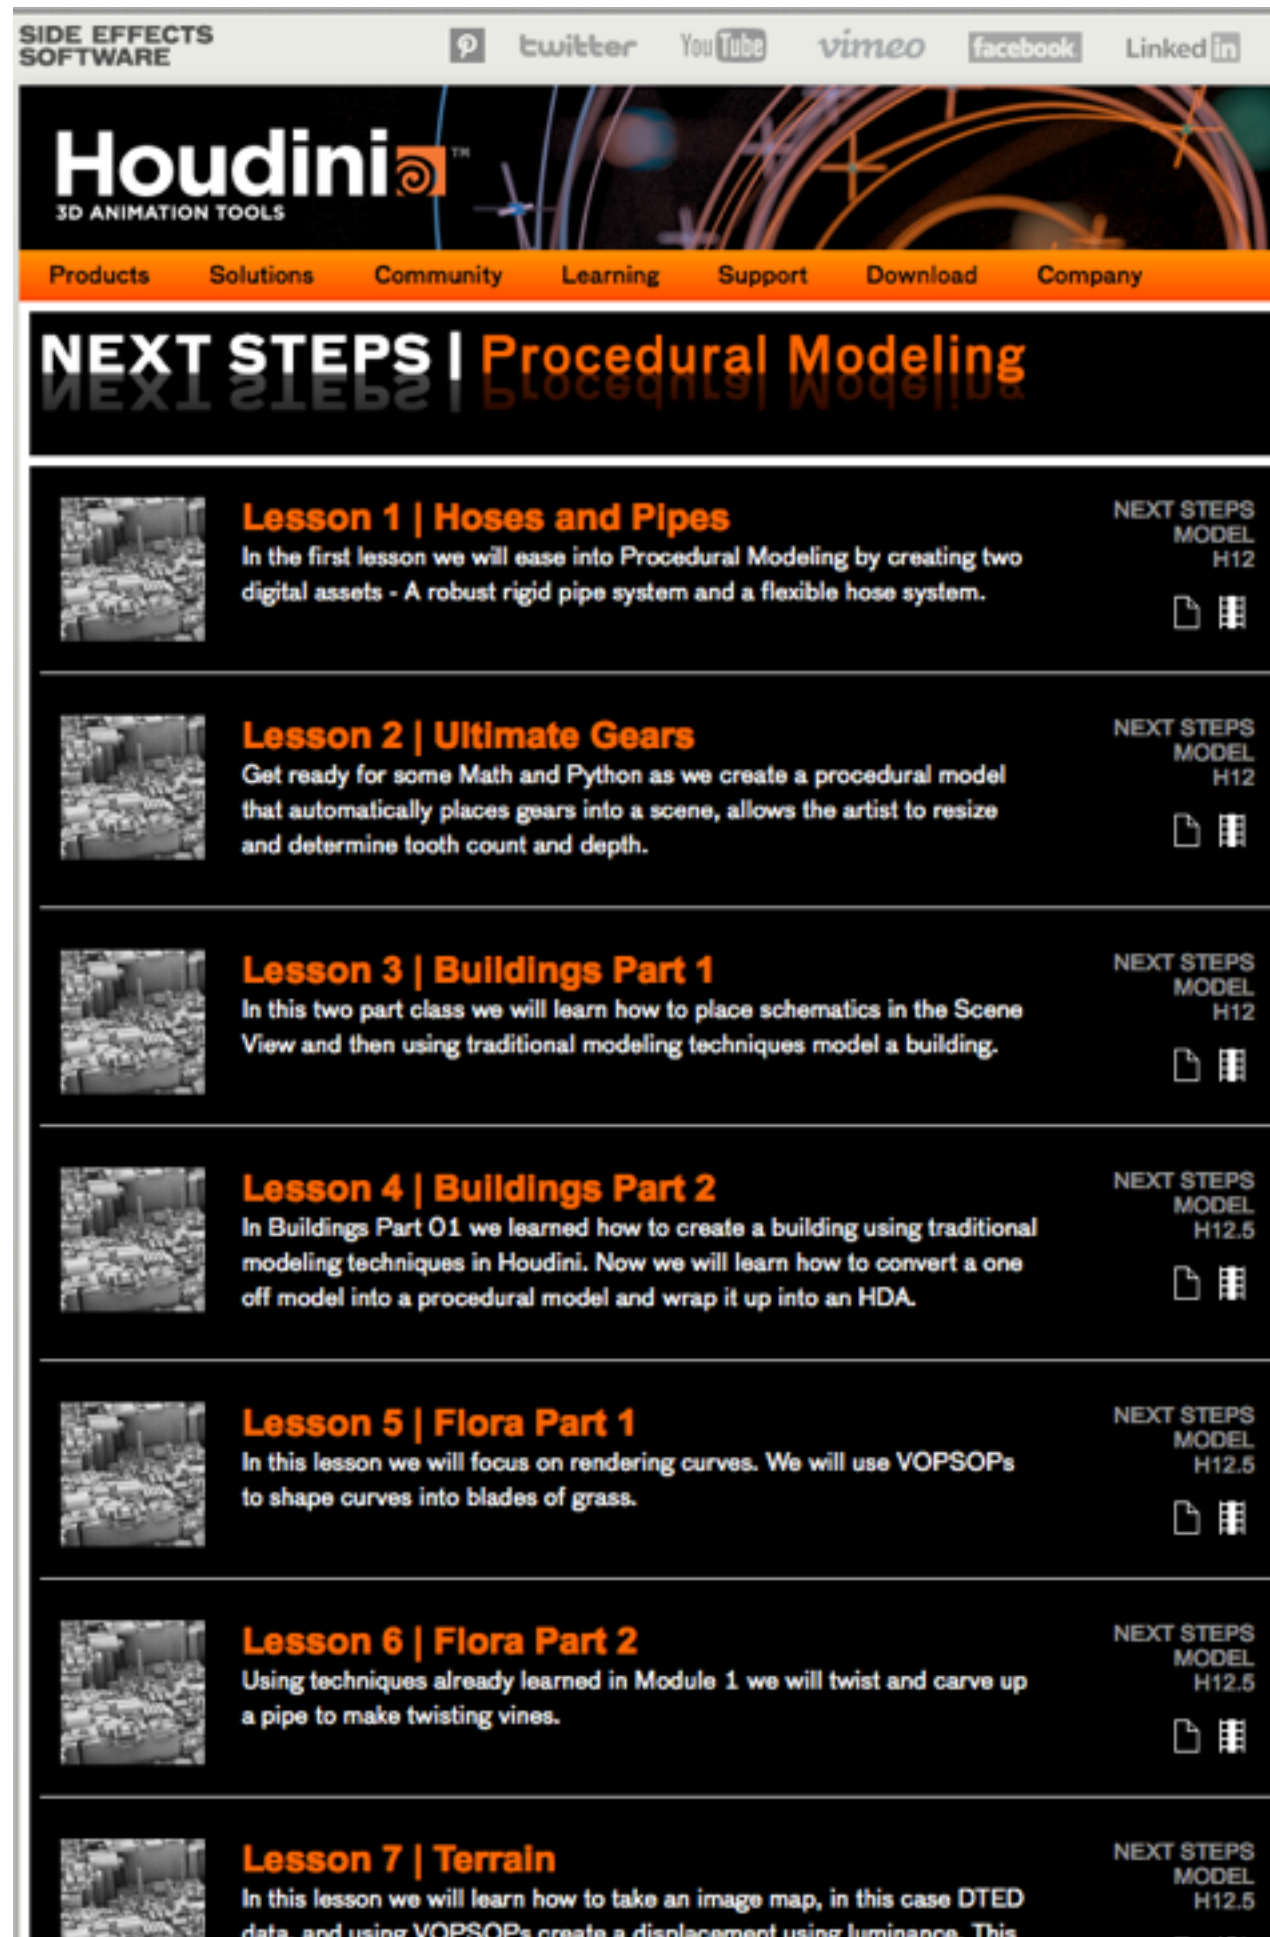 SIDE EFFECTS
SOFTWARE
twitter
YouTube
vimeo
facebook
Linked in
Houdini™
3D ANIMATION TOOLS
Products Solutions Community Learning Support Download Company
NEXT STEPS | Procedural Modeling
Lesson 1 | Hoses and Pipes
In the first lesson we will ease into Procedural Modeling by creating two
digital assets - A robust rigid pipe system and a flexible hose system.
NEXT STEPS
MODEL
H12
Lesson 2 | Ultimate Gears
Get ready for some Math and Python as we create a procedural model
that automatically places gears into a scene, allows the artist to resize
and determine tooth count and depth.
NEXT STEPS
MODEL
H12
Lesson 3 | Buildings Part 1
In this two part class we will learn how to place schematics in the Scene
View and then using traditional modeling techniques model a building.
NEXT STEPS
MODEL
H12
Lesson 4 | Buildings Part 2
In Buildings Part 01 we learned how to create a building using traditional
modeling techniques in Houdini. Now we will learn how to convert a one
off model into a procedural model and wrap it up into an HDA.
NEXT STEPS
MODEL
H12.5
Lesson 5 | Flora Part 1
In this lesson we will focus on rendering curves. We will use VOPSOPs
to shape curves into blades of grass.
NEXT STEPS
MODEL
H12.5
Lesson 6 | Flora Part 2
Using techniques already learned in Module 1 we will twist and carve up
a pipe to make twisting vines.
NEXT STEPS
MODEL
H12.5
Lesson 7 | Terrain
In this lesson we will learn how to take an image map, in this case DTED
data, and using VOPSOPs create a displacement using luminance. This
NEXT STEPS
MODEL
H12.5